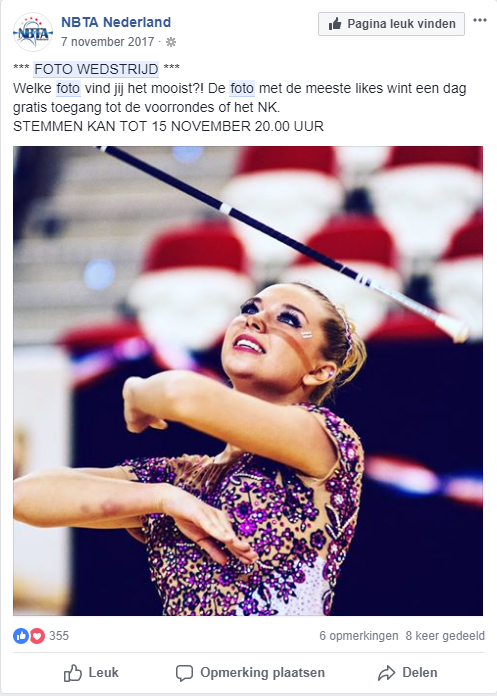 NBTA
NBTA Nederland
7 november 2017 ·
Pagina leuk vinden
*** FOTO WEDSTRIJD ***
Welke foto vind jij het mooist?! De foto met de meeste likes wint een dag
gratis toegang tot de voorrondes of het NK.
STEMMEN KAN TOT 15 NOVEMBER 20.00 UUR
355
6 opmerkingen 8 keer gedeeld
Leuk Opmerking plaatsen Delen